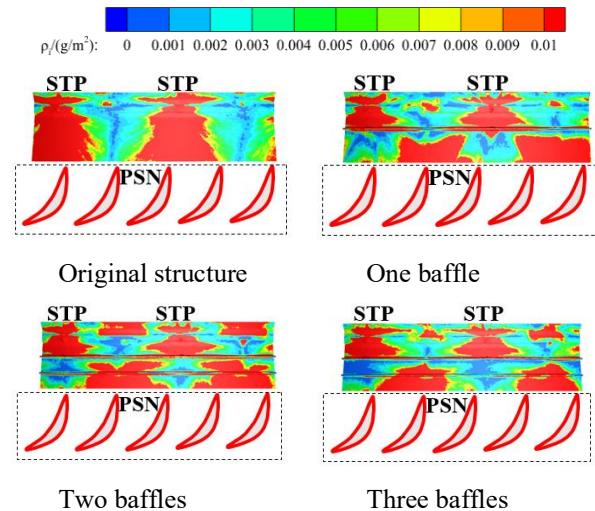 ρᵢ/(g/m²): 0 0.001 0.002 0.003 0.004 0.005 0.006 0.007 0.008 0.009 0.01
STP STP STP STP
PSN PSN
Original structure One baffle
STP STP STP STP
PSN PSN
Two baffles Three baffles